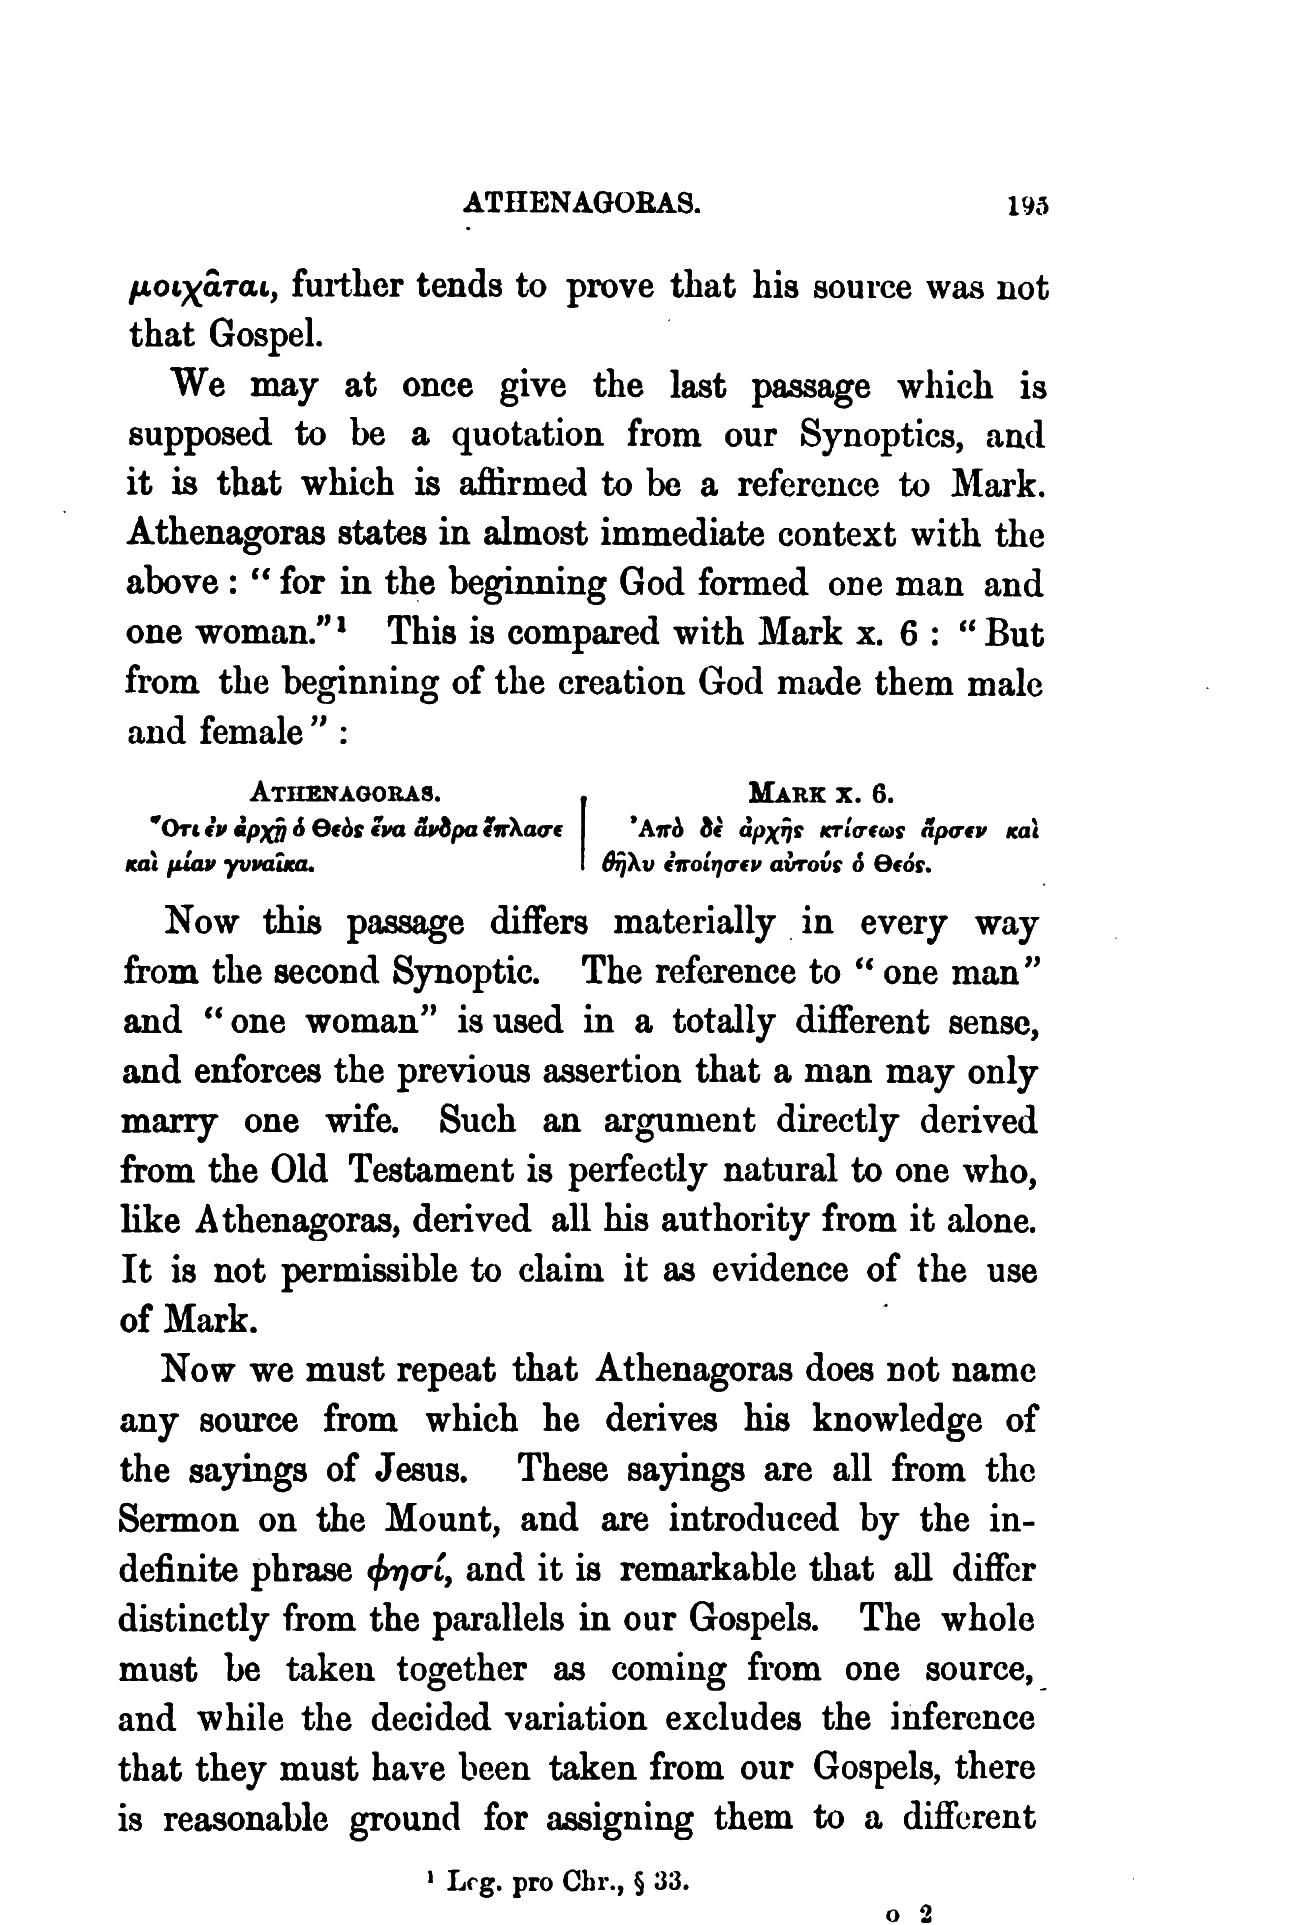 ATHENAGORAS. 195
μοιχᾶται, further tends to prove that his source was not
that Gospel.
We may at once give the last passage which is
supposed to be a quotation from our Synoptics, and
it is that which is affirmed to be a reference to Mark.
Athenagoras states in almost immediate context with the
above : “ for in the beginning God formed one man and
one woman.”¹ This is compared with Mark x. 6 : “ But
from the beginning of the creation God made them male
and female ” :
ATHENAGORAS.
Ὅτι ἐν ἀρχῇ ὁ Θεὸς ἕνα ἄνδρα ἔπλασε
καὶ μίαν γυναῖκα.
MARK X. 6.
Ἀπὸ δὲ ἀρχῆς κτίσεως ἄρσεν καὶ
θῆλυ ἐποίησεν αὐτούς ὁ Θεός.
Now this passage differs materially in every way
from the second Synoptic. The reference to “ one man”
and “ one woman” is used in a totally different sense,
and enforces the previous assertion that a man may only
marry one wife. Such an argument directly derived
from the Old Testament is perfectly natural to one who,
like Athenagoras, derived all his authority from it alone.
It is not permissible to claim it as evidence of the use
of Mark.
Now we must repeat that Athenagoras does not name
any source from which he derives his knowledge of
the sayings of Jesus. These sayings are all from the
Sermon on the Mount, and are introduced by the in-
definite phrase φησί, and it is remarkable that all differ
distinctly from the parallels in our Gospels. The whole
must be taken together as coming from one source,
and while the decided variation excludes the inference
that they must have been taken from our Gospels, there
is reasonable ground for assigning them to a different
¹ Leg. pro Chr., § 33.
o 2